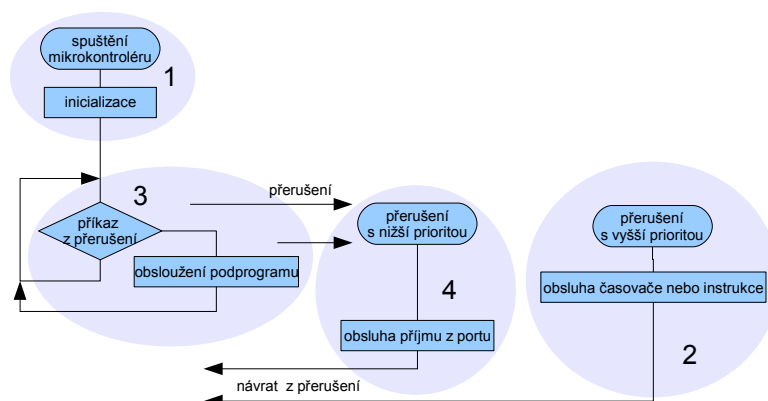 spuštění
mikrokontroléru
1
inicializace
3
přerušení
příkaz
z přerušení
přerušení
s nižší prioritou
přerušení
s vyšší prioritou
obsloužení podprogramu
4
obsluha časovače nebo instrukce
obsluha příjmu z portu
2
návrat z přerušení